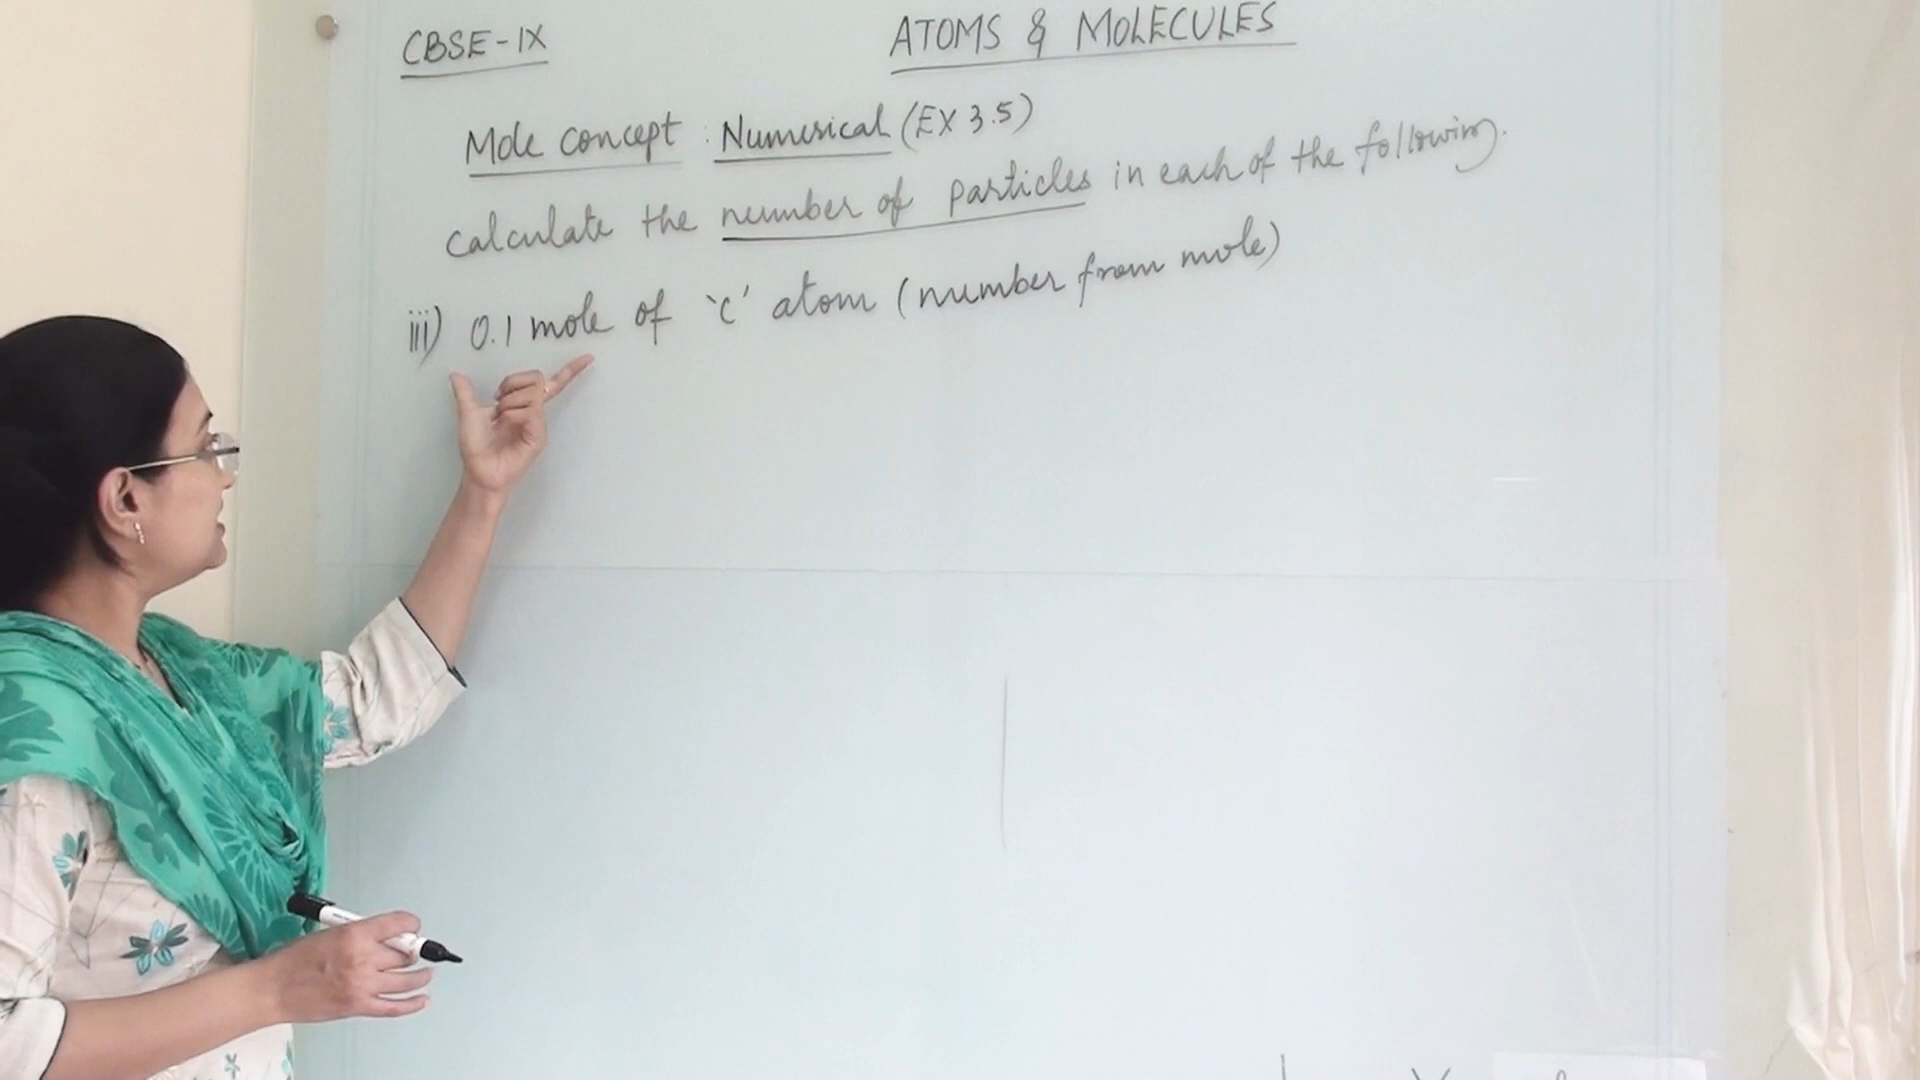 CBSE-IX
ATOMS & MOLECULES
Mole concept : Numerical (EX 3.5)
Calculate the number of particles in each of the following.
iii) 0.1 mole of 'C' atom (number from mole)